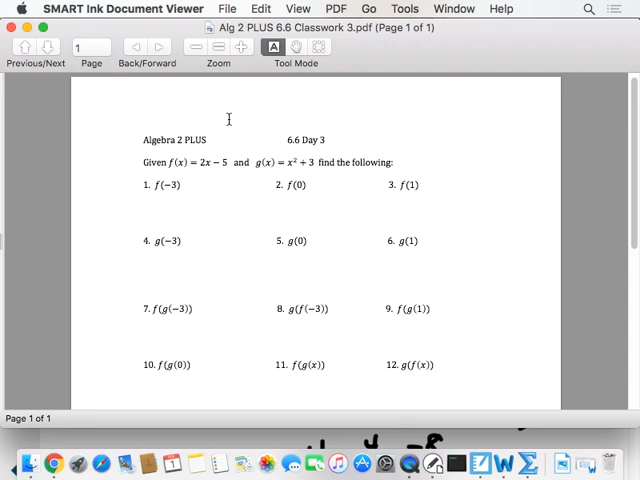 SMART Ink Document Viewer File Edit View PDF Go Tools Window Help
Alg 2 PLUS 6.6 Classwork 3.pdf (Page 1 of 1)
1
Previous/Next Page Back/Forward Zoom Tool Mode
Algebra 2 PLUS 6.6 Day 3
Given f(x) = 2x − 5 and g(x) = x² + 3 find the following:
1. f(−3) 2. f(0) 3. f(1)
4. g(−3) 5. g(0) 6. g(1)
7. f(g(−3)) 8. g(f(−3)) 9. f(g(1))
10. f(g(0)) 11. f(g(x)) 12. g(f(x))
Page 1 of 1